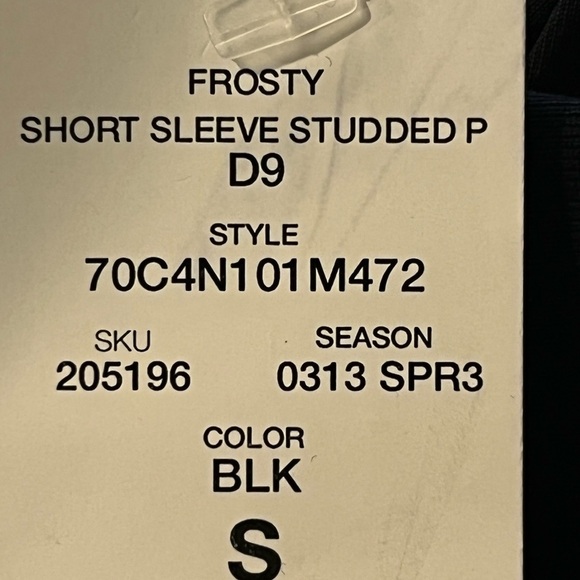 FROSTY
SHORT SLEEVE STUDDED P
D9
STYLE
70C4N101M472
SKU
SEASON
205196
0313 SPR3
COLOR
BLK
S